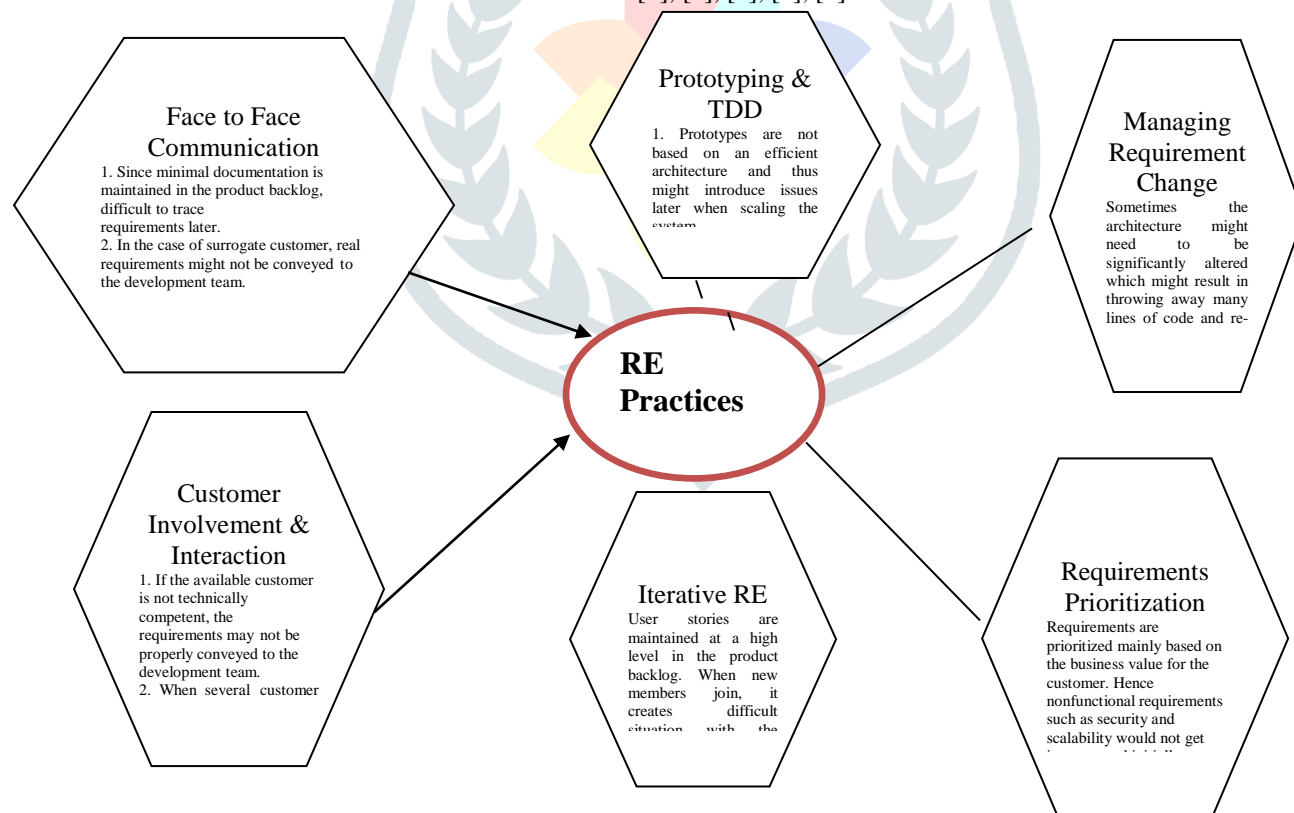 Face to Face
Communication
1. Since minimal documentation is
maintained in the product backlog,
difficult to trace
requirements later.
2. In the case of surrogate customer, real
requirements might not be conveyed to
the development team.
Prototyping &
TDD
1. Prototypes are not
based on an efficient
architecture and thus
might introduce issues
later when scaling the
system
Managing
Requirement
Change
Sometimes the
architecture might
need to be
significantly altered
which might result in
throwing away many
lines of code and re-
RE
Practices
Customer
Involvement &
Interaction
1. If the available customer
is not technically
competent, the
requirements may not be
properly conveyed to the
development team.
2. When several customer
Iterative RE
User stories are
maintained at a high
level in the product
backlog. When new
members join, it
creates difficult
situation with the
Requirements
Prioritization
Requirements are
prioritized mainly based on
the business value for the
customer. Hence
nonfunctional requirements
such as security and
scalability would not get